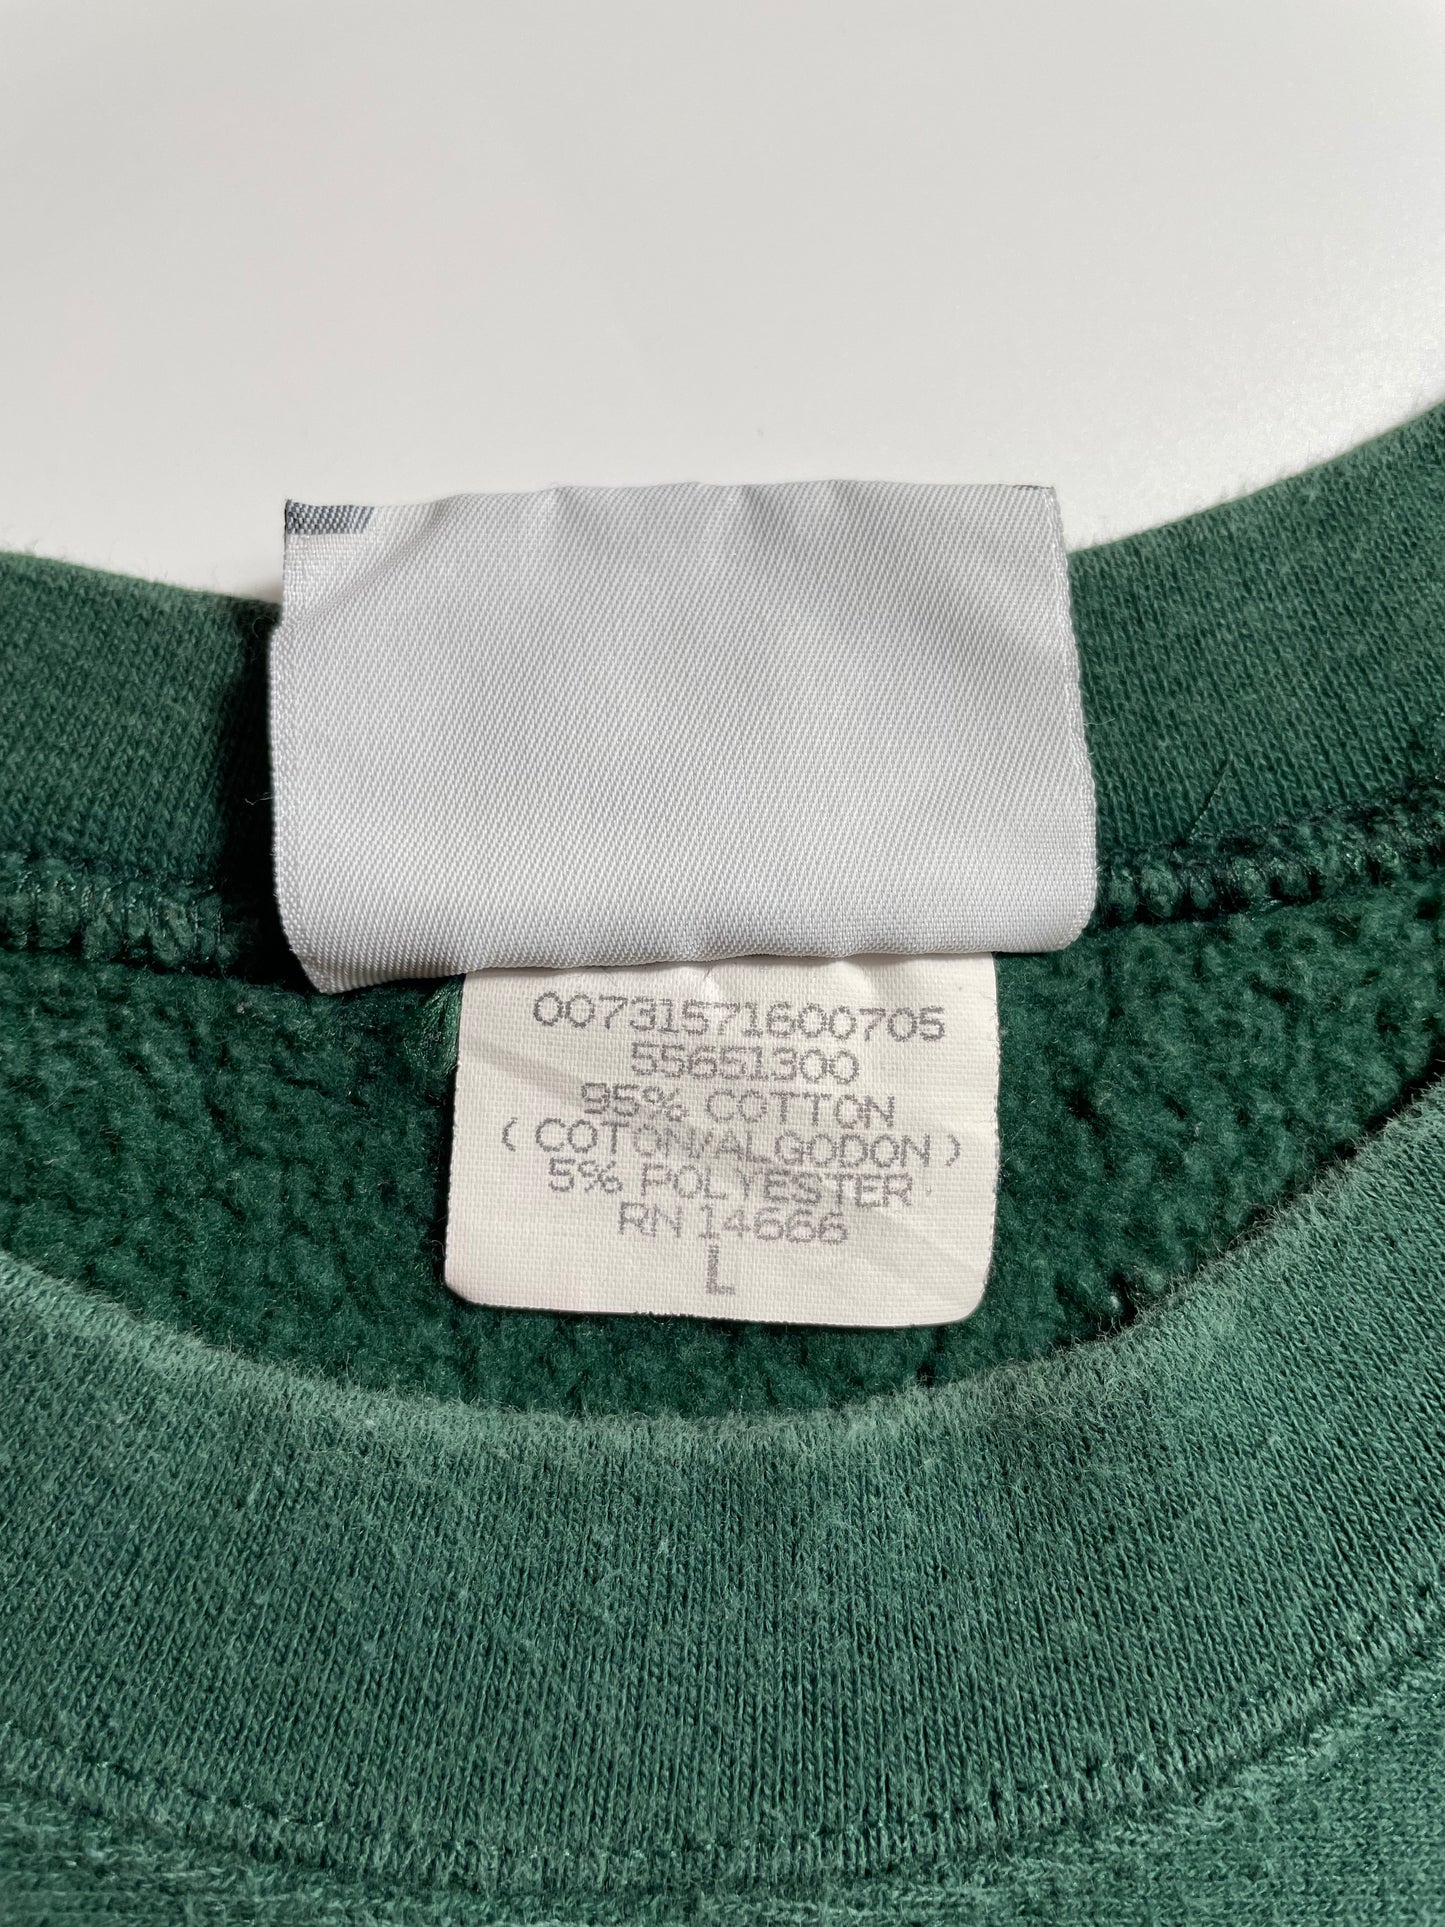 00731571600705
55651300
95% COTTON
(COTON/ALGODON)
5% POLYESTER
RN 14666
L